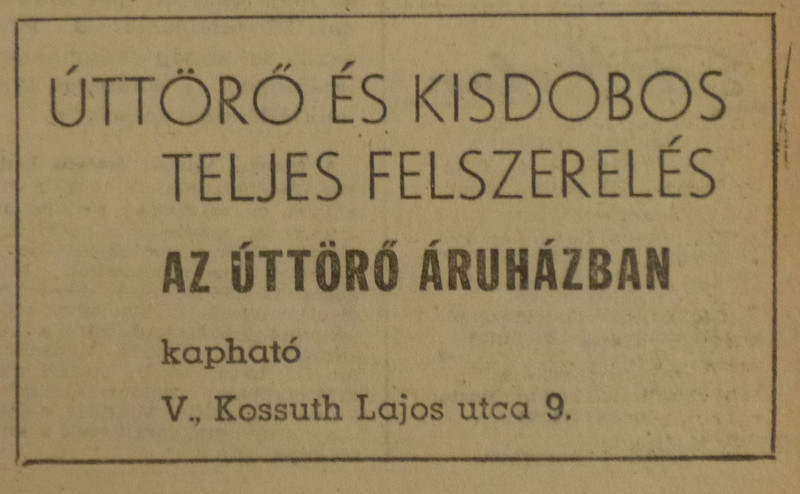 ÚTTÖRŐ ÉS KISDOBOS
TELJES FELSZERELÉS
AZ ÚTTÖRŐ ÁRUHÁZBAN
kapható
V., Kossuth Lajos utca 9.